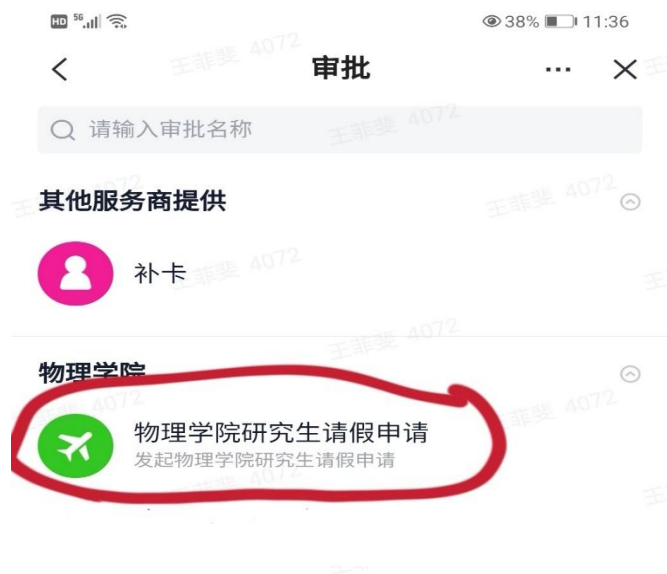 HD 5G 38% 11:36
审批
请输入审批名称
其他服务商提供
补卡
物理学院
物理学院研究生请假申请
发起物理学院研究生请假申请
王菲斐 4072